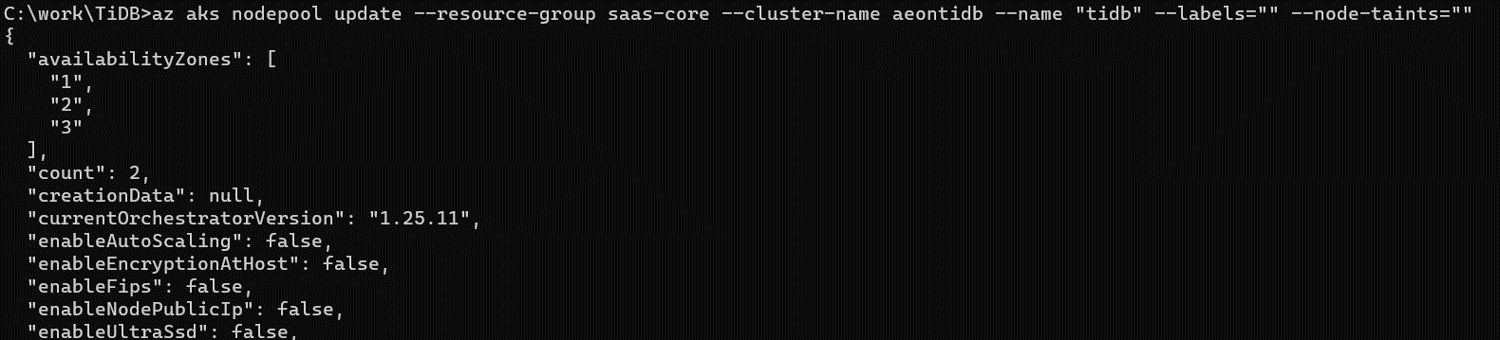 C:\work\TiDB>az aks nodepool update --resource-group saas-core --cluster-name aeontidb --name "tidb" --labels="" --node-taints=""
{
  "availabilityZones": [
    "1",
    "2",
    "3"
  ],
  "count": 2,
  "creationData": null,
  "currentOrchestratorVersion": "1.25.11",
  "enableAutoScaling": false,
  "enableEncryptionAtHost": false,
  "enableFips": false,
  "enableNodePublicIp": false,
  "enableUltraSsd": false,